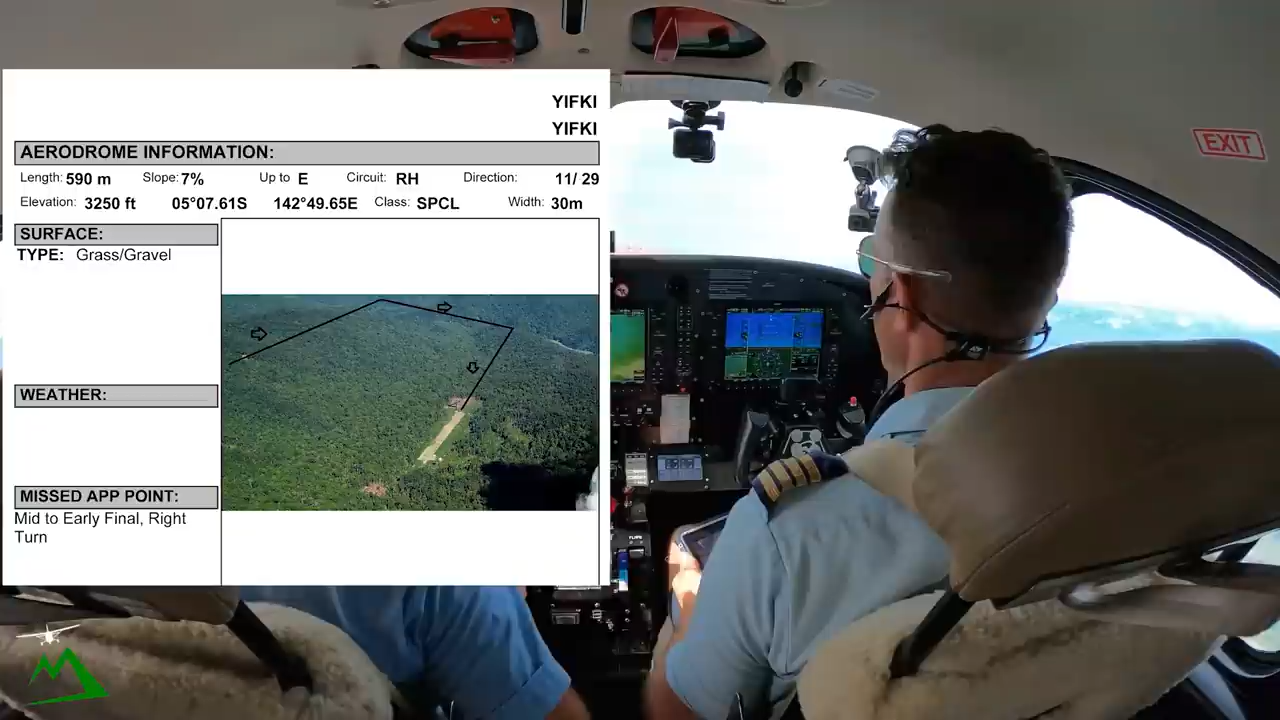 YIFKI
YIFKI
AERODROME INFORMATION:
Length: 590 m Slope: 7% Up to E Circuit: RH Direction: 11/ 29
Elevation: 3250 ft 05°07.61S 142°49.65E Class: SPCL Width: 30m
SURFACE:
TYPE: Grass/Gravel
WEATHER:
MISSED APP POINT:
Mid to Early Final, Right
Turn
EXIT
FLAPS